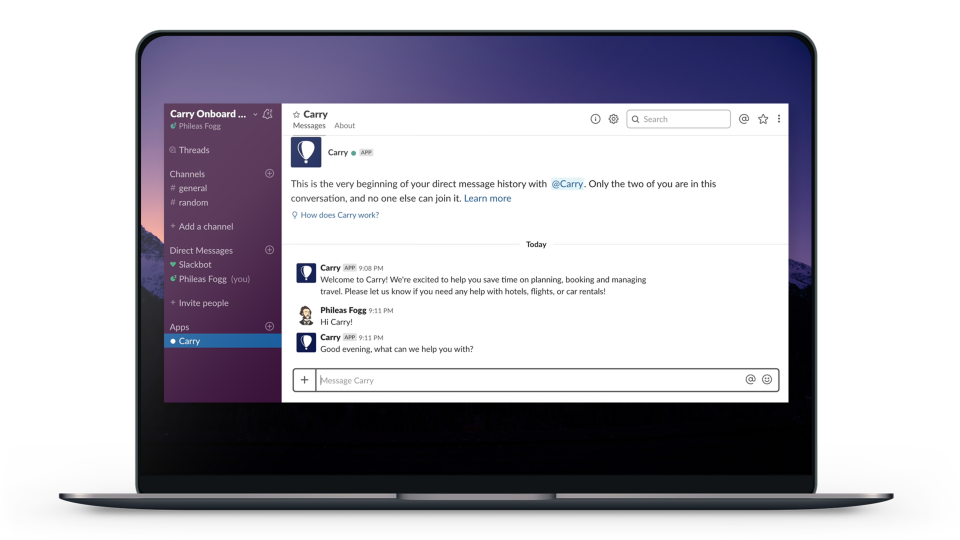 Carry Onboard ...
Phileas Fogg
Threads
Channels
# general
# random
+ Add a channel
Direct Messages
Slackbot
Phileas Fogg (you)
+ Invite people
Apps
Carry
Carry
Messages About
Search
Carry APP
This is the very beginning of your direct message history with @Carry. Only the two of you are in this
conversation, and no one else can join it. Learn more
How does Carry work?
Today
Carry APP 9:08 PM
Welcome to Carry! We're excited to help you save time on planning, booking and managing
travel. Please let us know if you need any help with hotels, flights, or car rentals!
Phileas Fogg 9:11 PM
Hi Carry!
Carry APP 9:11 PM
Good evening, what can we help you with?
Message Carry